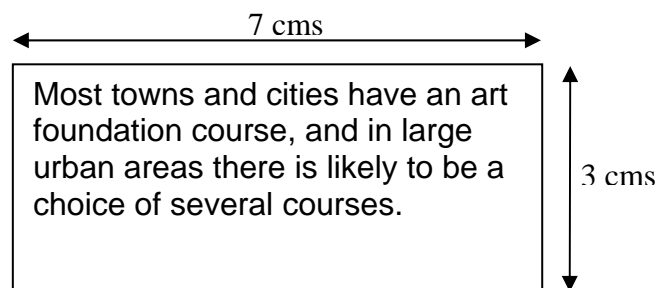 7 cms
Most towns and cities have an art
foundation course, and in large
urban areas there is likely to be a
choice of several courses.
3 cms